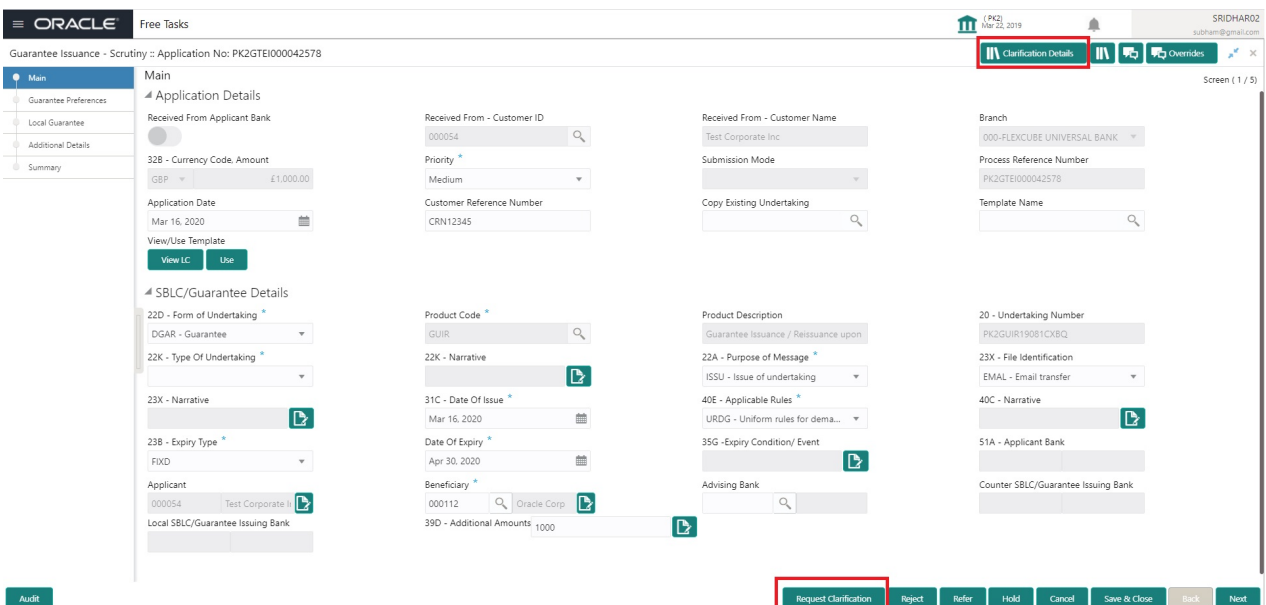 ORACLE
Free Tasks
( PK2)
Mar 22, 2019
SRIDHAR02
subham@gmail.com
Guarantee Issuance - Scrutiny :: Application No: PK2GTEI000042578
Clarification Details
Overrides
Main
Guarantee Preferences
Local Guarantee
Additional Details
Summary
Main
Screen ( 1 / 5)
Application Details
Received From Applicant Bank
Received From - Customer ID
000054
Received From - Customer Name
Test Corporate Inc
Branch
000-FLEXCUBE UNIVERSAL BANK
32B - Currency Code, Amount
GBP
£1,000.00
Priority *
Medium
Submission Mode
Process Reference Number
PK2GTEI000042578
Application Date
Mar 16, 2020
Customer Reference Number
CRN12345
Copy Existing Undertaking
Template Name
View/Use Template
View LC
Use
SBLC/Guarantee Details
22D - Form of Undertaking *
DGAR - Guarantee
Product Code *
GUIR
Product Description
Guarantee Issuance / Reissuance upon
20 - Undertaking Number
PK2GUIR19081CXBQ
22K - Type Of Undertaking *
22K - Narrative
22A - Purpose of Message *
ISSU - Issue of undertaking
23X - File Identification
EMAL - Email transfer
23X - Narrative
31C - Date Of Issue *
Mar 16, 2020
40E - Applicable Rules *
URDG - Uniform rules for dema...
40C - Narrative
23B - Expiry Type *
FIXD
Date Of Expiry *
Apr 30, 2020
35G -Expiry Condition/ Event
51A - Applicant Bank
Applicant
000054
Test Corporate I
Beneficiary *
000112
Oracle Corp
Advising Bank
Counter SBLC/Guarantee Issuing Bank
Local SBLC/Guarantee Issuing Bank
39D - Additional Amounts
1000
Audit
Request Clarification
Reject
Refer
Hold
Cancel
Save & Close
Back
Next